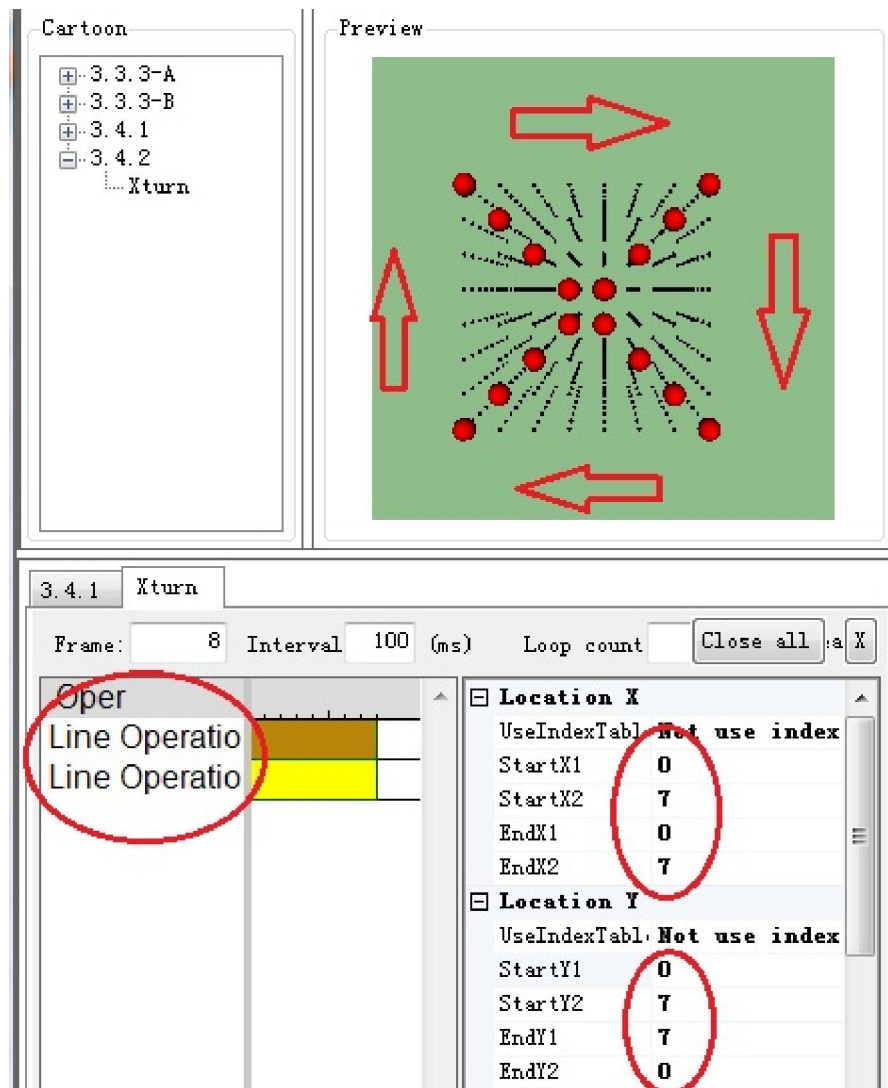 Cartoon
Preview
3.3.3-A
3.3.3-B
3.4.1
3.4.2
Xturn
3.4.1 Xturn
Frame: 8 Interval 100 (ms) Loop count Close all X
Oper
Line Operatio
Line Operatio
Location X
UseIndexTabl Not use index
StartX1 0
StartX2 7
EndX1 0
EndX2 7
Location Y
UseIndexTabl Not use index
StartY1 0
StartY2 7
EndY1 7
EndY2 0